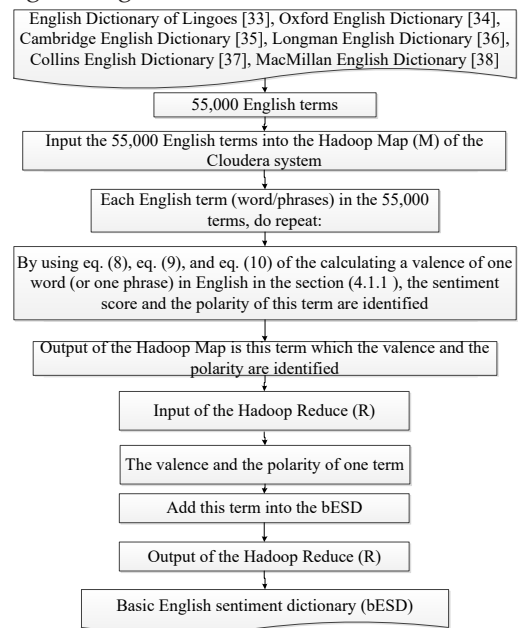 English Dictionary of Lingoes [33], Oxford English Dictionary [34],
Cambridge English Dictionary [35], Longman English Dictionary [36],
Collins English Dictionary [37], MacMillan English Dictionary [38]
55,000 English terms
Input the 55,000 English terms into the Hadoop Map (M) of the
Cloudera system
Each English term (word/phrases) in the 55,000
terms, do repeat:
By using eq. (8), eq. (9), and eq. (10) of the calculating a valence of one
word (or one phrase) in English in the section (4.1.1 ), the sentiment
score and the polarity of this term are identified
Output of the Hadoop Map is this term which the valence and the
polarity are identified
Input of the Hadoop Reduce (R)
The valence and the polarity of one term
Add this term into the bESD
Output of the Hadoop Reduce (R)
Basic English sentiment dictionary (bESD)